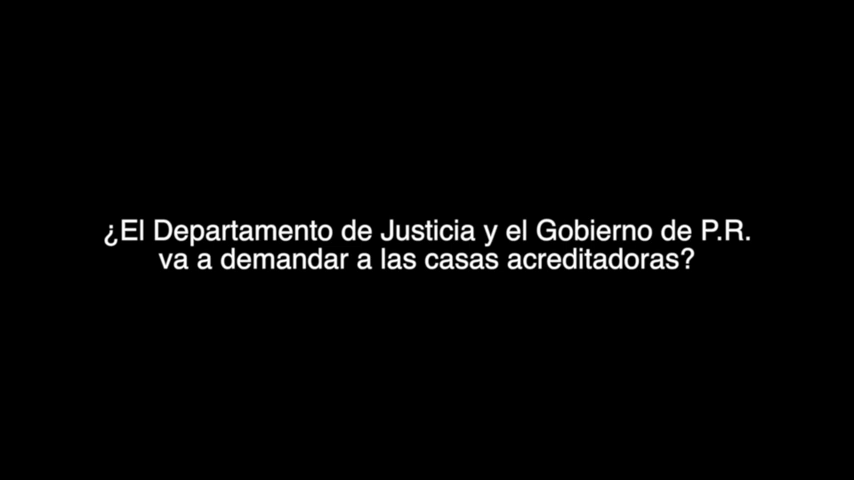 ¿El Departamento de Justicia y el Gobierno de P.R.
va a demandar a las casas acreditadoras?